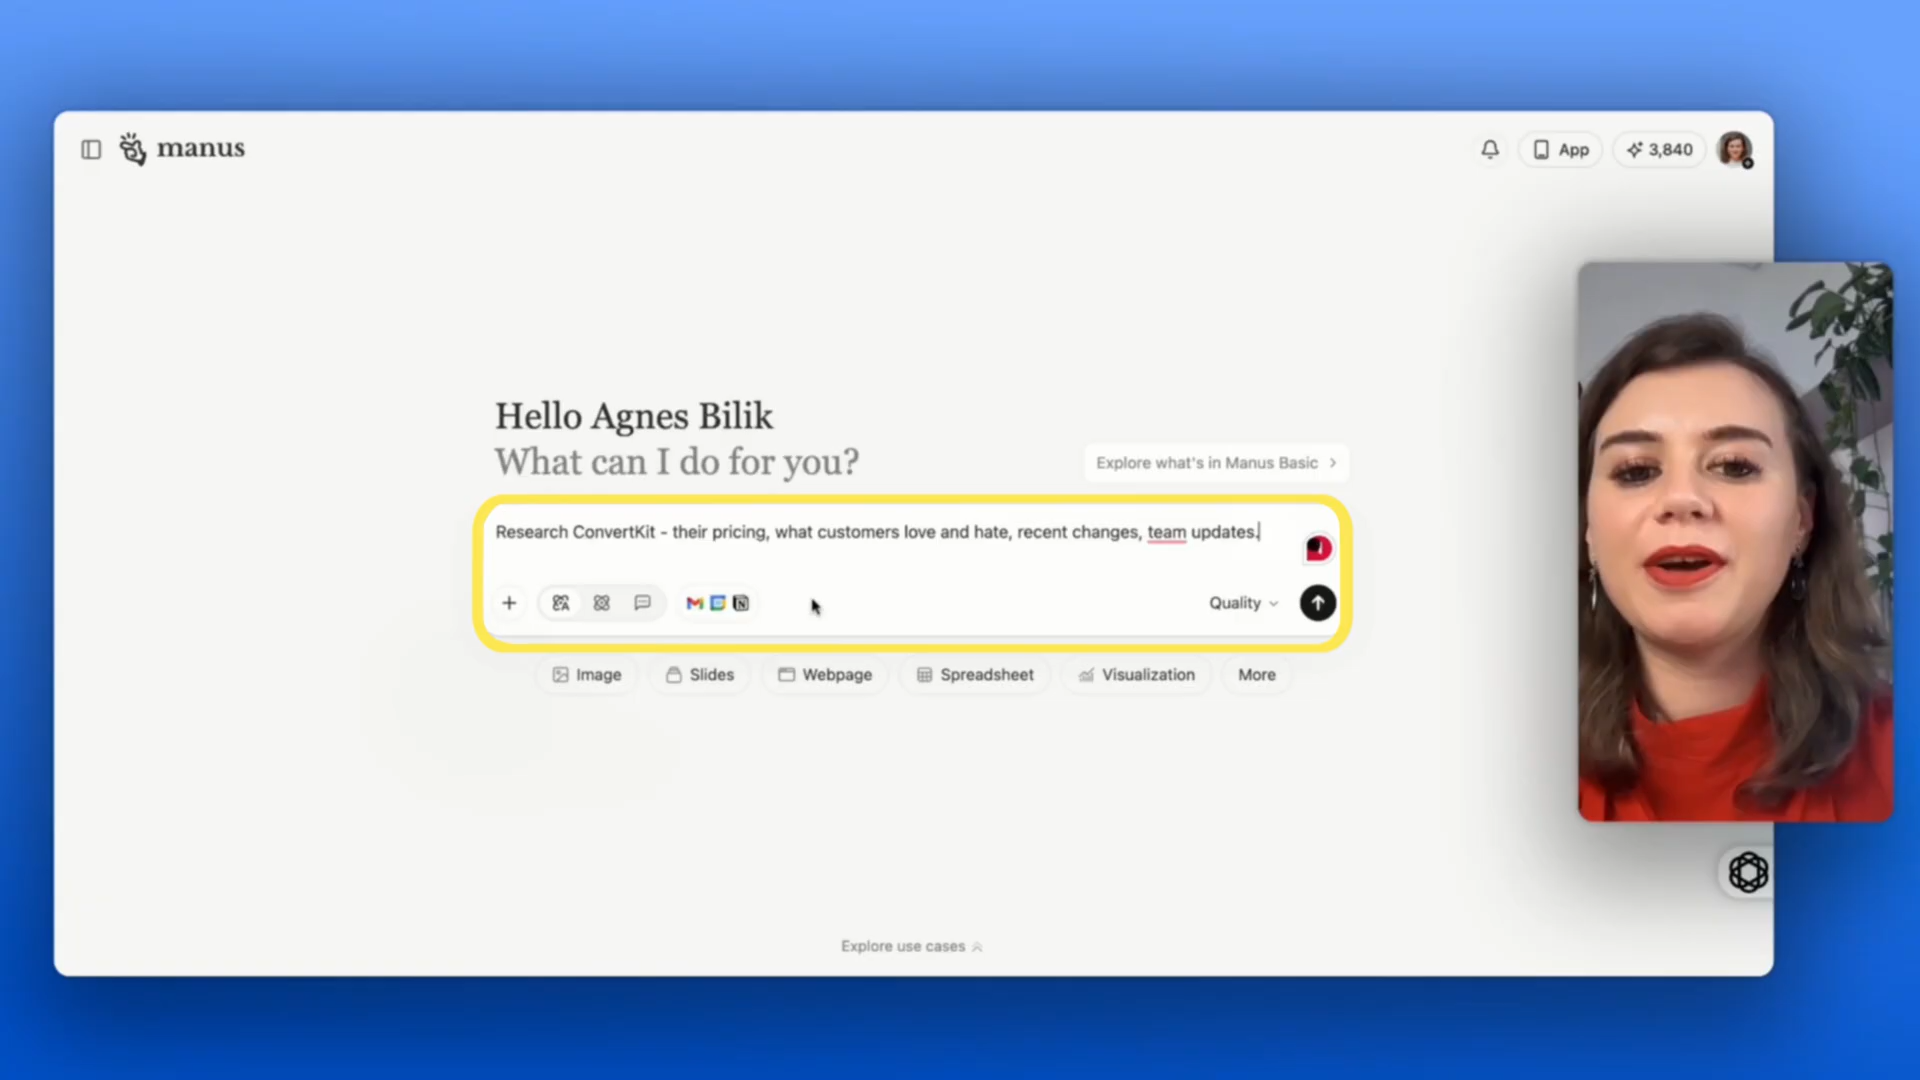 manus
App
3,840
Hello Agnes Bilik
What can I do for you?
Explore what's in Manus Basic
Research ConvertKit - their pricing, what customers love and hate, recent changes, team updates.
Quality
Image
Slides
Webpage
Spreadsheet
Visualization
More
Explore use cases